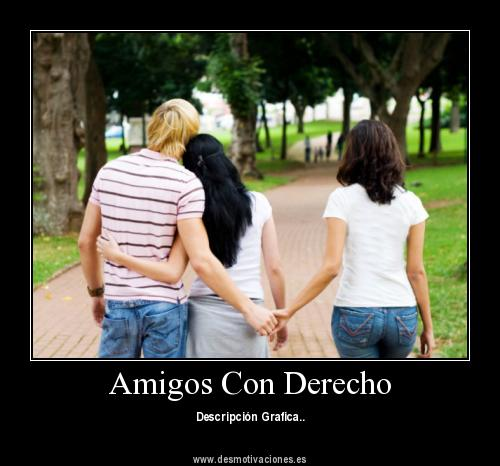 Amigos Con Derecho
Descripción Grafica..
www.desmotivaciones.es